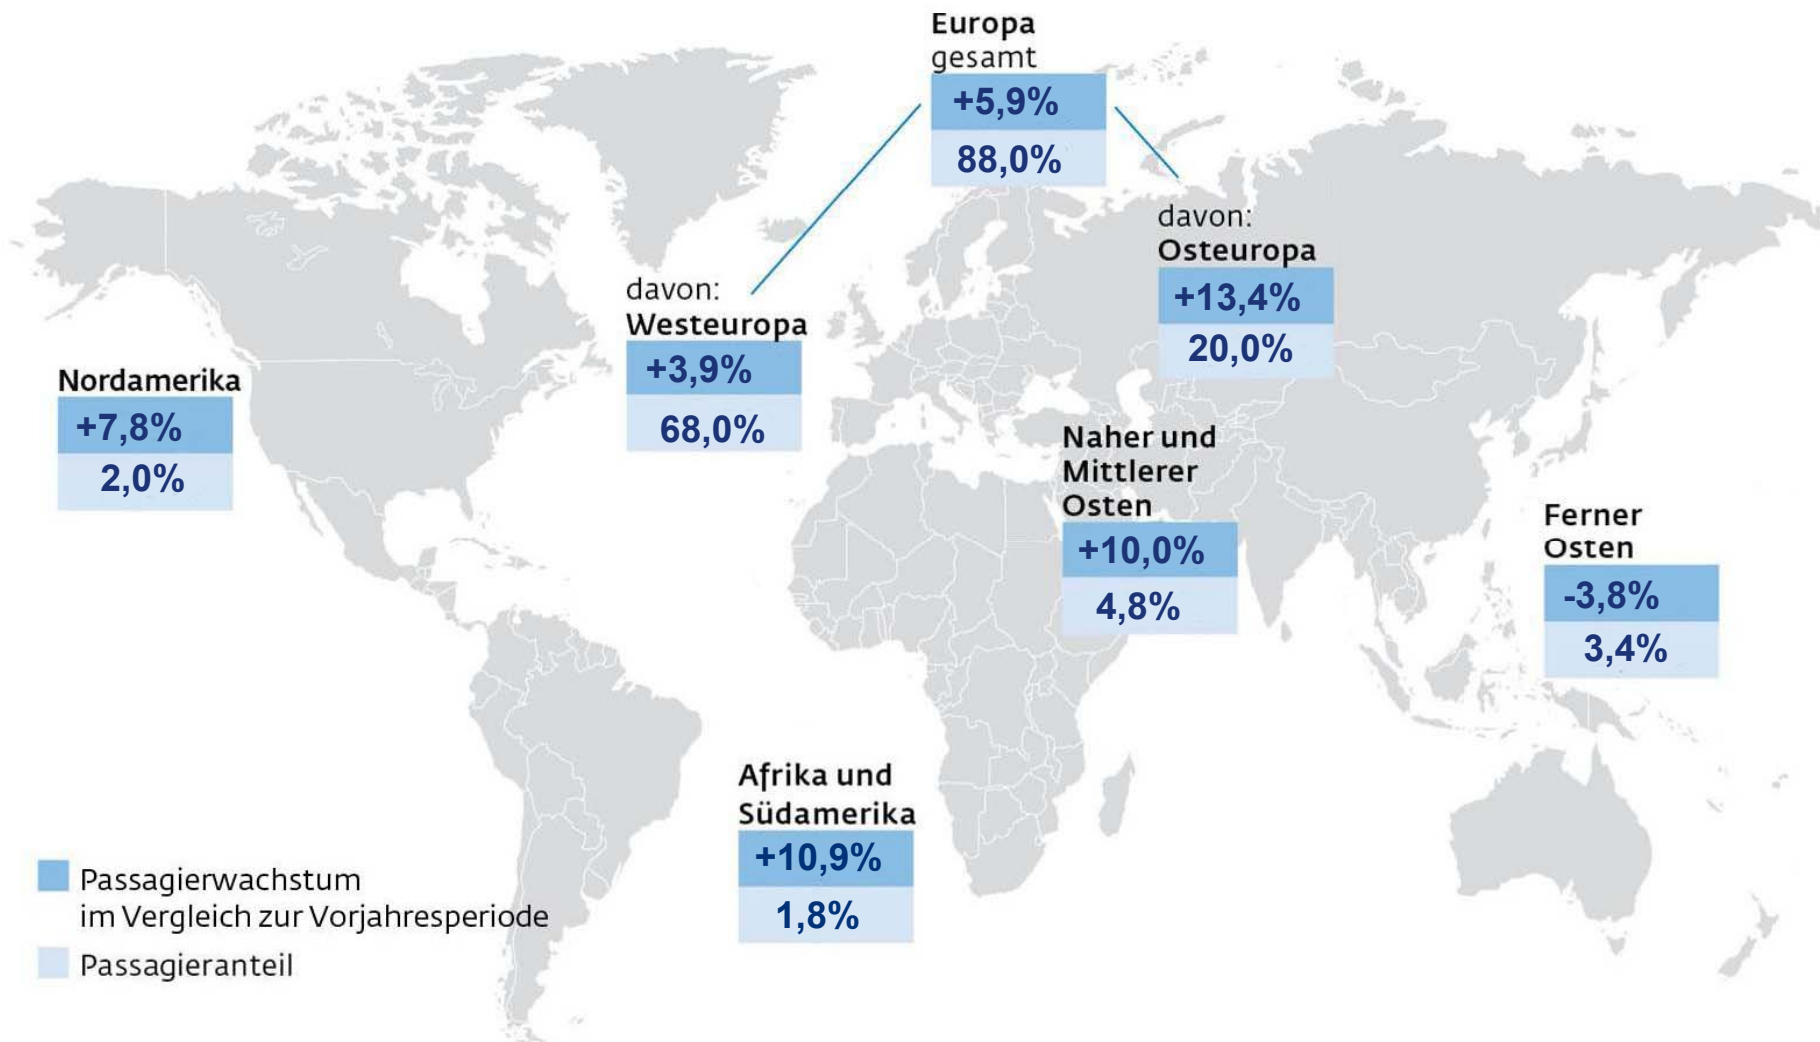 Europa
gesamt
+5,9%
88,0%
davon:
Osteuropa
+13,4%
20,0%
davon:
Westeuropa
+3,9%
68,0%
Nordamerika
+7,8%
2,0%
Naher und
Mittlerer
Osten
+10,0%
4,8%
Ferner
Osten
-3,8%
3,4%
Afrika und
Südamerika
+10,9%
1,8%
Passagierwachstum
im Vergleich zur Vorjahresperiode
Passagieranteil